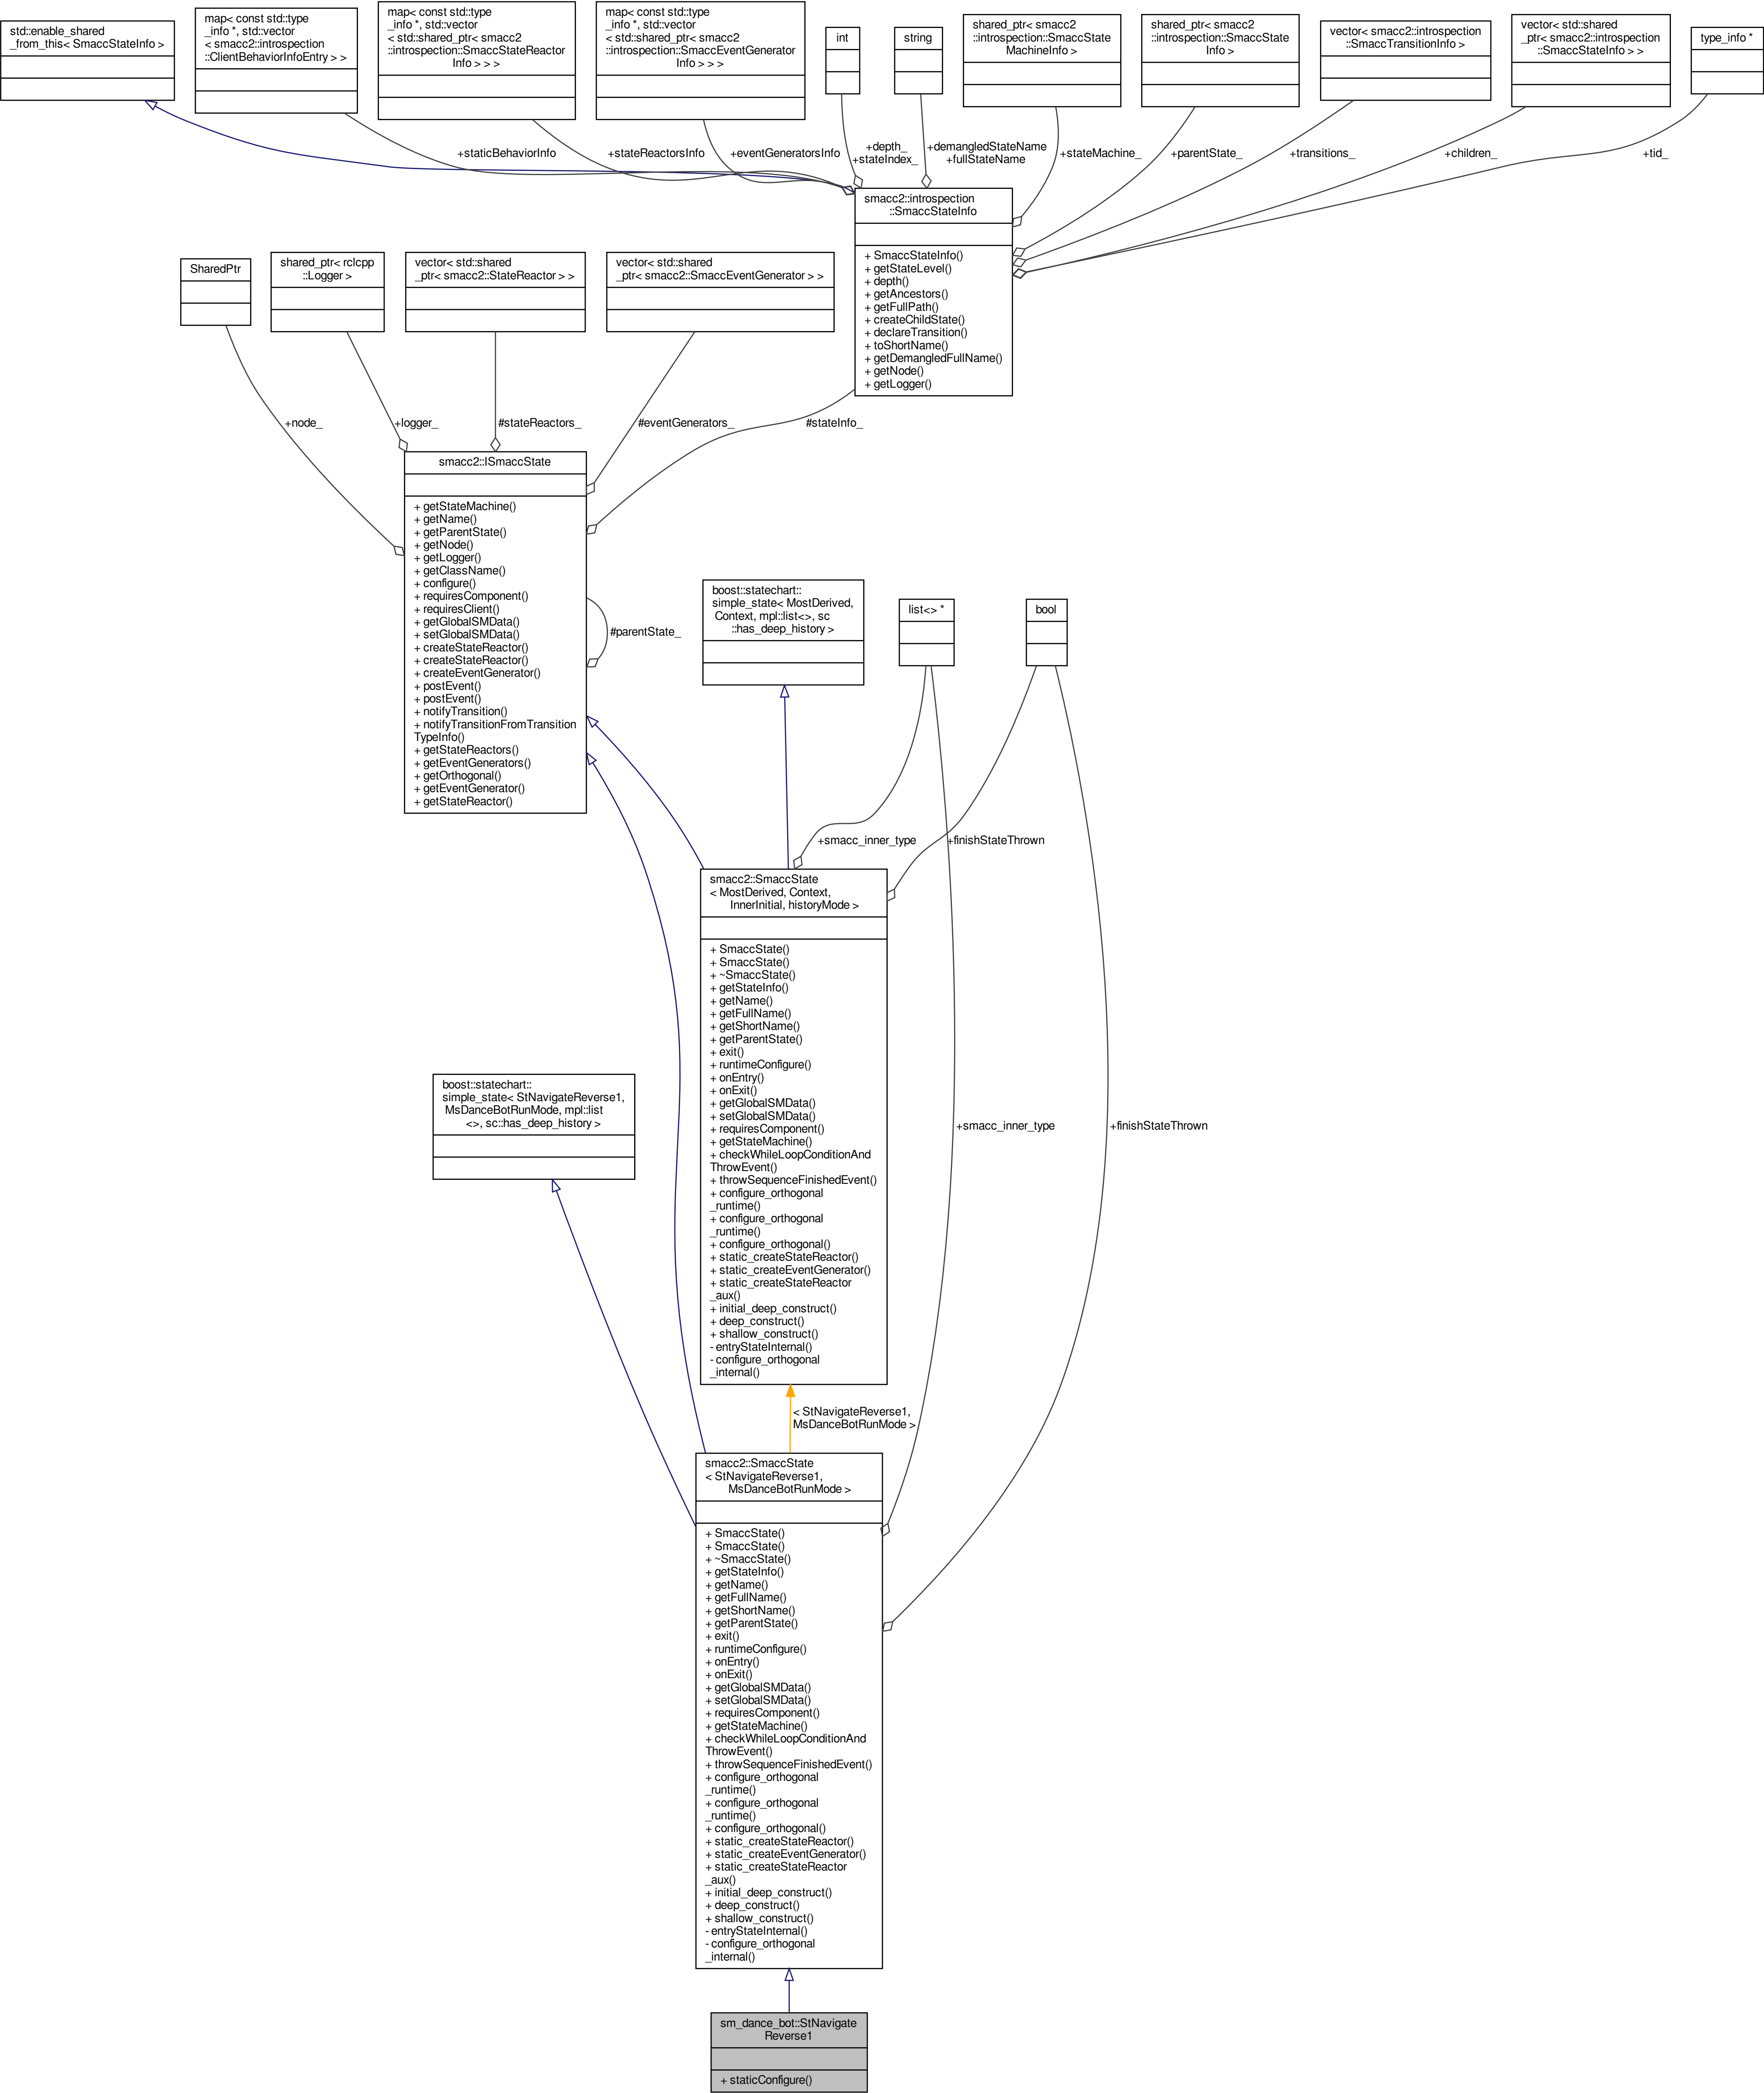 std::enable_shared
_from_this< SmaccStateInfo >
map< const std::type
_info *, std::vector
< smacc2::introspection
::ClientBehaviorInfoEntry > >
map< const std::type
_info *, std::vector
< std::shared_ptr< smacc2
::introspection::SmaccStateReactor
Info > > >
map< const std::type
_info *, std::vector
< std::shared_ptr< smacc2
::introspection::SmaccEventGenerator
Info > > >
int
string
shared_ptr< smacc2
::introspection::SmaccState
MachineInfo >
shared_ptr< smacc2
::introspection::SmaccState
Info >
vector< smacc2::introspection
::SmaccTransitionInfo >
vector< std::shared
_ptr< smacc2::introspection
::SmaccStateInfo > >
type_info *
+staticBehaviorInfo
+stateReactorsInfo
+eventGeneratorsInfo
+depth_
+stateIndex_
+demangledStateName
+fullStateName
+stateMachine_
+parentState_
+transitions_
+children_
+tid_
smacc2::introspection
::SmaccStateInfo
+ SmaccStateInfo()
+ getStateLevel()
+ depth()
+ getAncestors()
+ getFullPath()
+ createChildState()
+ declareTransition()
+ toShortName()
+ getDemangledFullName()
+ getNode()
+ getLogger()
SharedPtr
shared_ptr< rclcpp
::Logger >
vector< std::shared
_ptr< smacc2::StateReactor > >
vector< std::shared
_ptr< smacc2::SmaccEventGenerator > >
+node_
+logger_
#stateReactors_
#eventGenerators_
#stateInfo_
smacc2::ISmaccState
+ getStateMachine()
+ getName()
+ getParentState()
+ getNode()
+ getLogger()
+ getClassName()
+ configure()
+ requiresComponent()
+ requiresClient()
+ getGlobalSMData()
+ setGlobalSMData()
+ createStateReactor()
+ createStateReactor()
+ createEventGenerator()
+ postEvent()
+ postEvent()
+ notifyTransition()
+ notifyTransitionFromTransition
TypeInfo()
+ getStateReactors()
+ getEventGenerators()
+ getOrthogonal()
+ getEventGenerator()
+ getStateReactor()
#parentState_
boost::statechart::
simple_state< MostDerived,
Context, mpl::list<>, sc
::has_deep_history >
list<> *
bool
+smacc_inner_type
+finishStateThrown
smacc2::SmaccState
< MostDerived, Context,
InnerInitial, historyMode >
+ SmaccState()
+ SmaccState()
+ ~SmaccState()
+ getStateInfo()
+ getName()
+ getFullName()
+ getShortName()
+ getParentState()
+ exit()
+ runtimeConfigure()
+ onEntry()
+ onExit()
+ getGlobalSMData()
+ setGlobalSMData()
+ requiresComponent()
+ getStateMachine()
+ checkWhileLoopConditionAnd
ThrowEvent()
+ throwSequenceFinishedEvent()
+ configure_orthogonal
_runtime()
+ configure_orthogonal
_runtime()
+ configure_orthogonal()
+ static_createStateReactor()
+ static_createEventGenerator()
+ static_createStateReactor
_aux()
+ initial_deep_construct()
+ deep_construct()
+ shallow_construct()
- entryStateInternal()
- configure_orthogonal
_internal()
boost::statechart::
simple_state< StNavigateReverse1,
MsDanceBotRunMode, mpl::list
<>, sc::has_deep_history >
+smacc_inner_type
+finishStateThrown
< StNavigateReverse1,
MsDanceBotRunMode >
smacc2::SmaccState
< StNavigateReverse1,
MsDanceBotRunMode >
+ SmaccState()
+ SmaccState()
+ ~SmaccState()
+ getStateInfo()
+ getName()
+ getFullName()
+ getShortName()
+ getParentState()
+ exit()
+ runtimeConfigure()
+ onEntry()
+ onExit()
+ getGlobalSMData()
+ setGlobalSMData()
+ requiresComponent()
+ getStateMachine()
+ checkWhileLoopConditionAnd
ThrowEvent()
+ throwSequenceFinishedEvent()
+ configure_orthogonal
_runtime()
+ configure_orthogonal
_runtime()
+ configure_orthogonal()
+ static_createStateReactor()
+ static_createEventGenerator()
+ static_createStateReactor
_aux()
+ initial_deep_construct()
+ deep_construct()
+ shallow_construct()
- entryStateInternal()
- configure_orthogonal
_internal()
sm_dance_bot::StNavigate
Reverse1
+ staticConfigure()